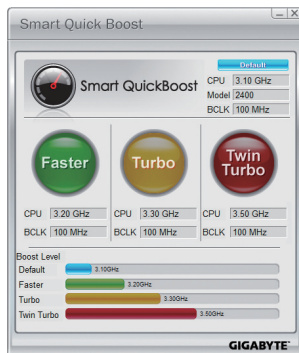 Smart Quick Boost
Default
Smart QuickBoost
CPU 3.10 GHz
Model 2400
BCLK 100 MHz
Faster
Turbo
Twin Turbo
CPU 3.20 GHz
CPU 3.30 GHz
CPU 3.50 GHz
BCLK 100 MHz
BCLK 100 MHz
BCLK 100 MHz
Boost Level
Default 3.10GHz
Faster 3.20GHz
Turbo 3.30GHz
Twin Turbo 3.50GHz
GIGABYTE™